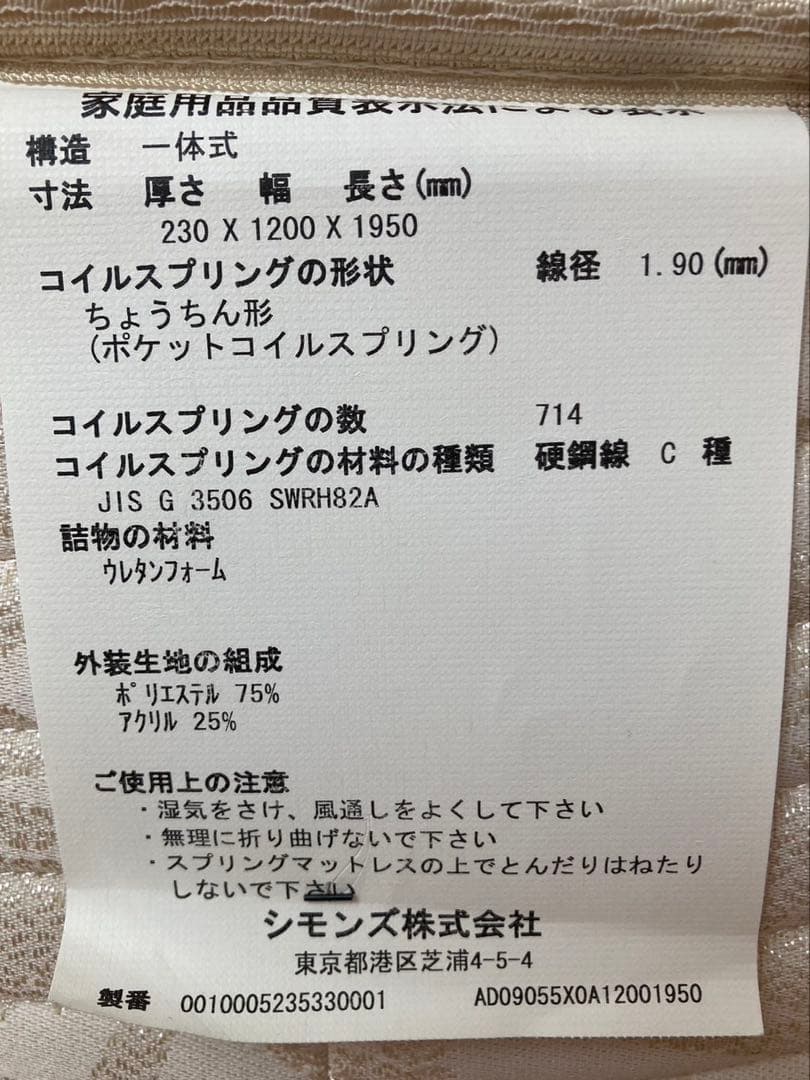 家庭用品品質表示法による表示
構造 一体式
寸法 厚さ 幅 長さ(㎜)
230 X 1200 X 1950
コイルスプリングの形状 線径 1.90(㎜)
ちょうちん形
(ポケットコイルスプリング)
コイルスプリングの数 714
コイルスプリングの材料の種類 硬鋼線 C 種
JIS G 3506 SWRH82A
詰物の材料
ｳﾚﾀﾝﾌｫｰﾑ
外装生地の組成
ﾎﾟﾘｴｽﾃﾙ 75%
ｱｸﾘﾙ 25%
ご使用上の注意
・湿気をさけ、風通しをよくして下さい
・無理に折り曲げないで下さい
・スプリングマットレスの上でとんだりはねたり
しないで下さい
シモンズ株式会社
東京都港区芝浦4-5-4
製番 0010005235330001 AD09055X0A12001950